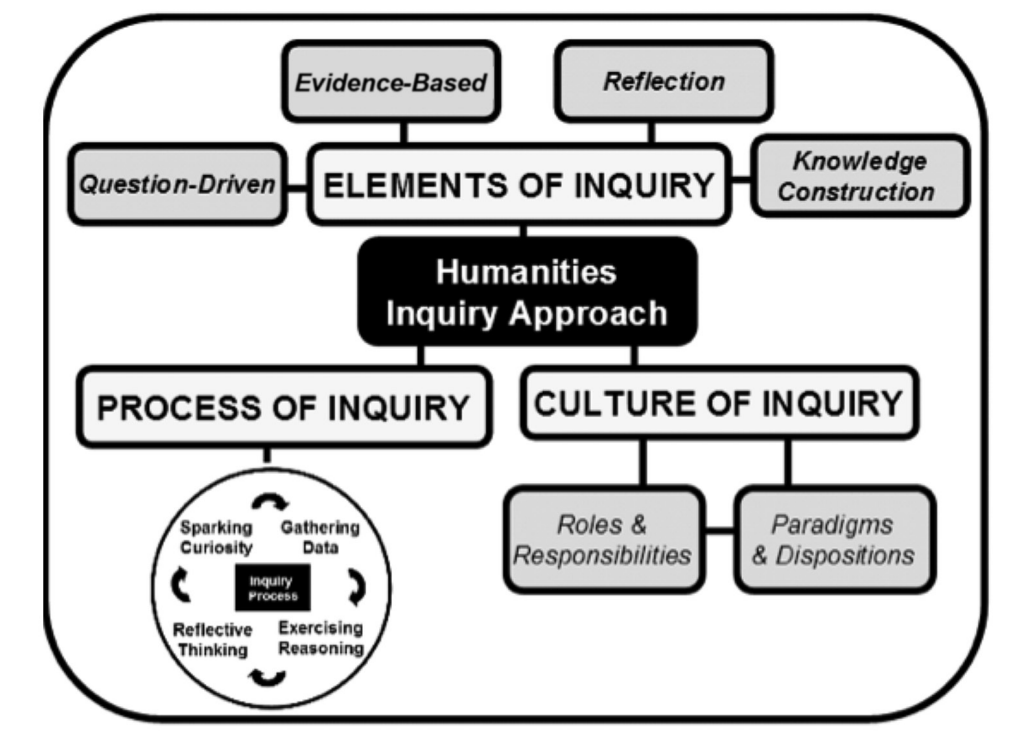 Evidence-Based
Reflection
Question-Driven
ELEMENTS OF INQUIRY
Knowledge
Construction
Humanities
Inquiry Approach
PROCESS OF INQUIRY
CULTURE OF INQUIRY
Sparking
Curiosity
Gathering
Data
Inquiry
Process
Reflective
Thinking
Exercising
Reasoning
Roles &
Responsibilities
Paradigms
& Dispositions